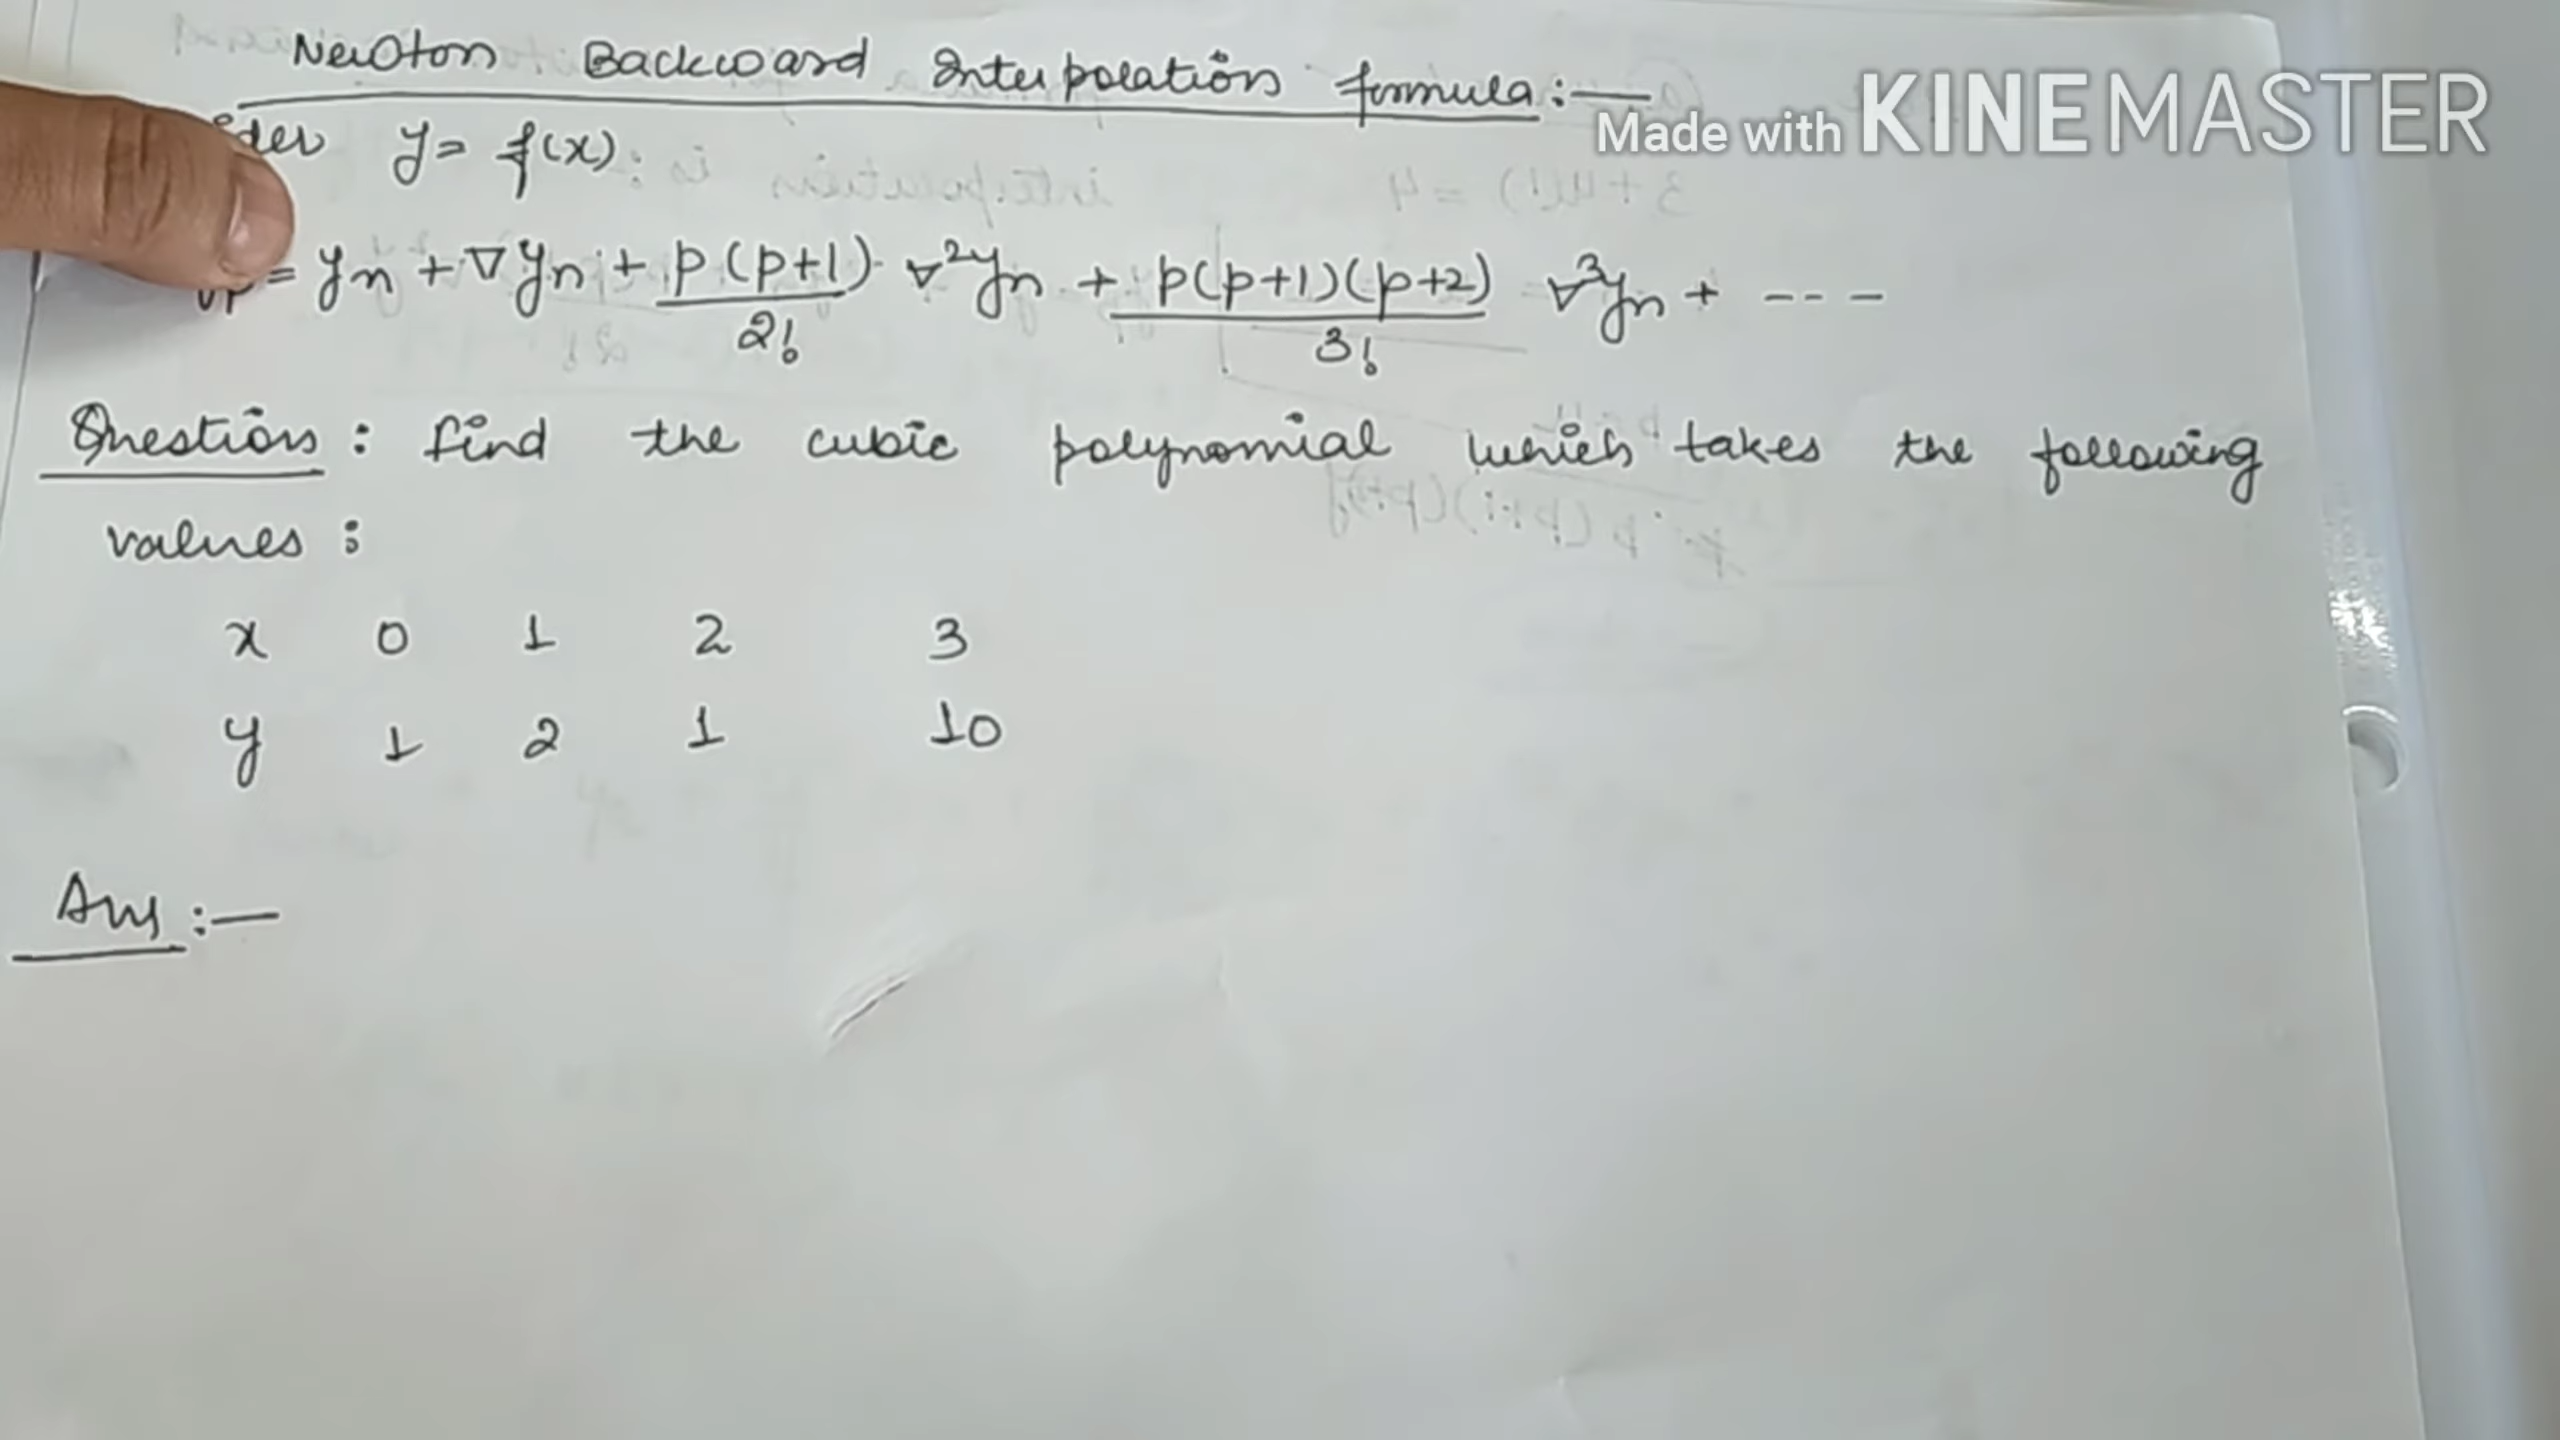 Newton Backward Interpolation formula:—
Made with KINEMASTER
y = f(x)
= yn + ∇yn + p(p+1)/2! ∇²yn + p(p+1)(p+2)/3! ∇³yn + ---
Question : find the cubic polynomial which takes the following
values :
x 0 1 2 3
y 1 2 1 10
Ans :—